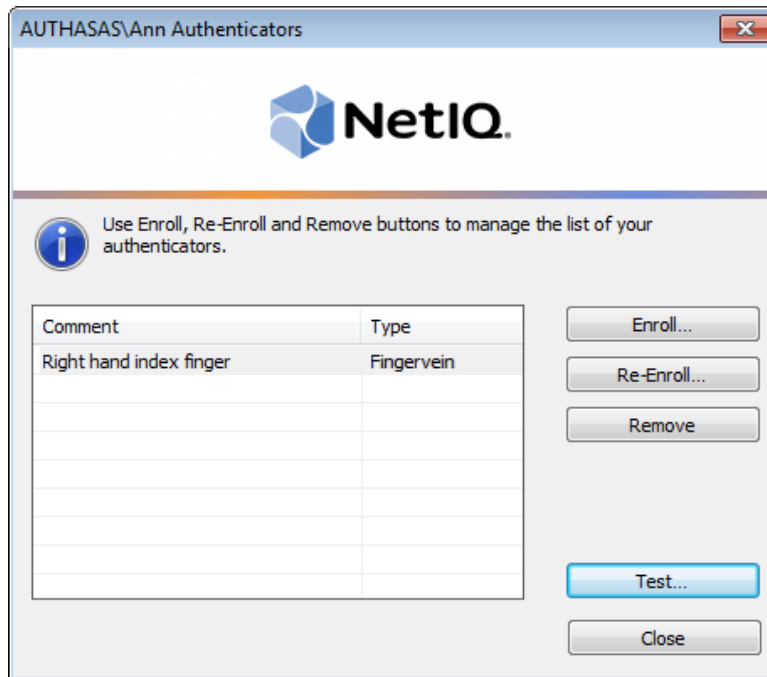 AUTHASAS\Ann Authenticators
NetIQ.
Use Enroll, Re-Enroll and Remove buttons to manage the list of your
authenticators.
Comment Type
Right hand index finger Fingervein
Enroll...
Re-Enroll...
Remove
Test...
Close